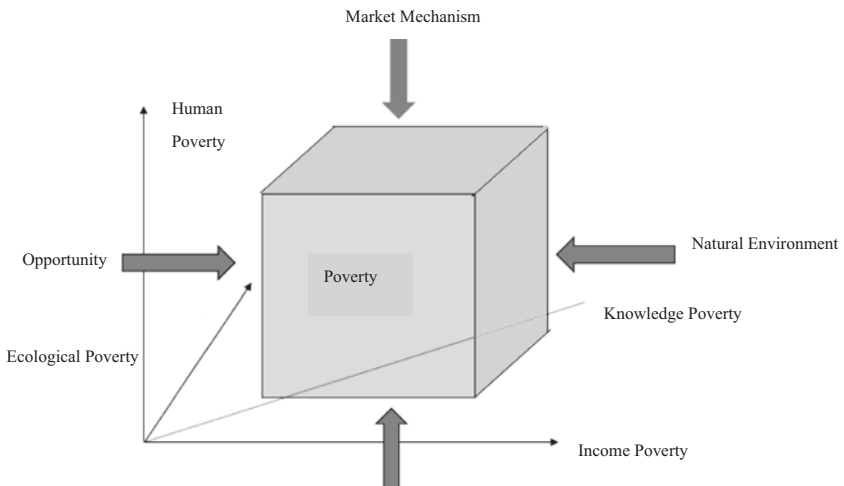 Market Mechanism
Human
Poverty
Opportunity
Natural Environment
Poverty
Knowledge Poverty
Ecological Poverty
Income Poverty